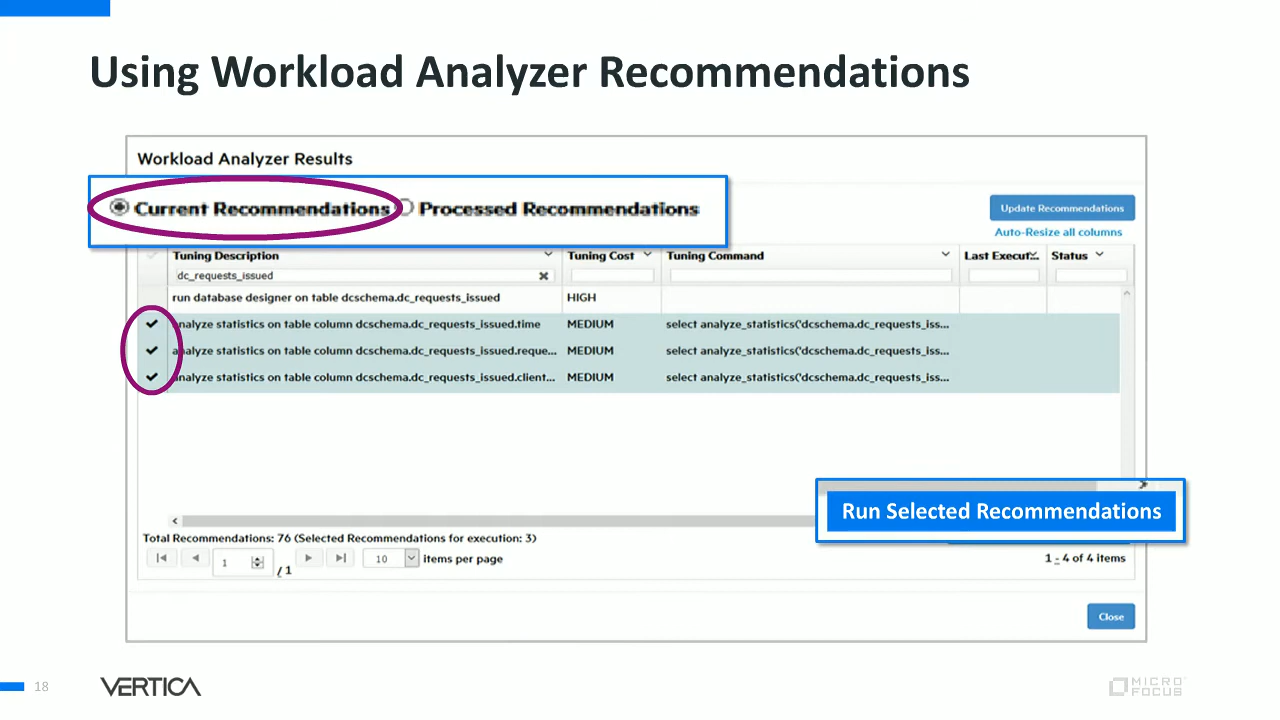 Using Workload Analyzer Recommendations
Workload Analyzer Results
Current Recommendations Processed Recommendations
Update Recommendations
Auto-Resize all columns
Tuning Description Tuning Cost Tuning Command Last Execut... Status
dc_requests_issued
run database designer on table dcschema.dc_requests_issued HIGH
analyze statistics on table column dcschema.dc_requests_issued.time MEDIUM select analyze_statistics('dcschema.dc_requests_iss...
analyze statistics on table column dcschema.dc_requests_issued.reque... MEDIUM select analyze_statistics('dcschema.dc_requests_iss...
analyze statistics on table column dcschema.dc_requests_issued.client... MEDIUM select analyze_statistics('dcschema.dc_requests_iss...
Run Selected Recommendations
Total Recommendations: 76 (Selected Recommendations for execution: 3)
1 / 1 10 items per page 1 - 4 of 4 items
Close
18 VERTICA MICRO
FOCUS